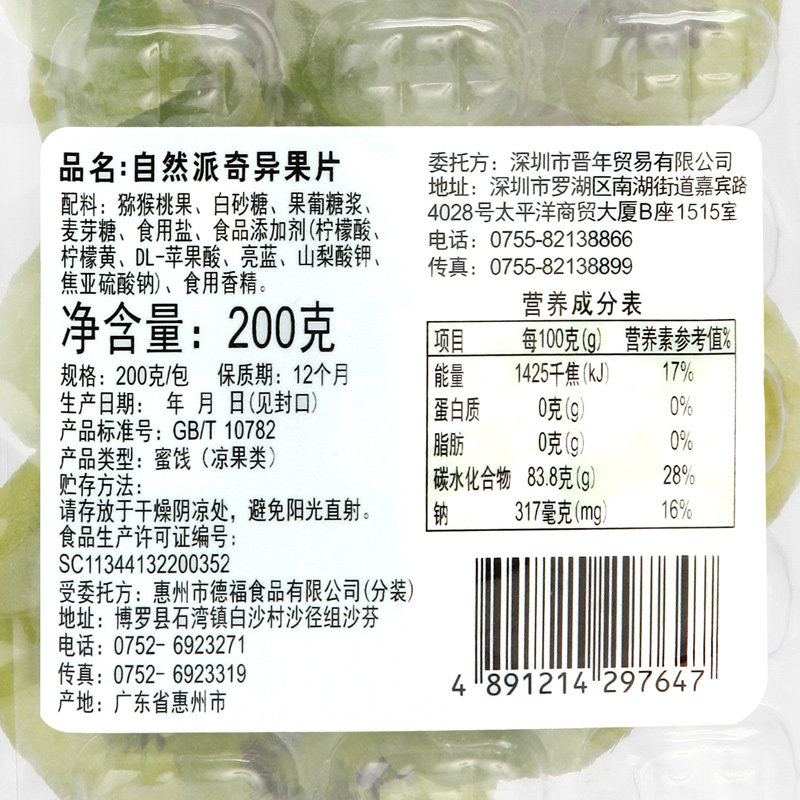 品名:自然派奇异果片
配料：猕猴桃果、白砂糖、果葡糖浆、
麦芽糖、食用盐、食品添加剂(柠檬酸、
柠檬黄、DL-苹果酸、亮蓝、山梨酸钾、
焦亚硫酸钠)、食用香精。
净含量：200克
规格：200克/包 保质期：12个月
生产日期： 年 月 日(见封口)
产品标准号：GB/T 10782
产品类型：蜜饯（凉果类）
贮存方法：
请存放于干燥阴凉处，避免阳光直射。
食品生产许可证编号：
SC11344132200352
受委托方：惠州市德福食品有限公司(分装)
地址：博罗县石湾镇白沙村沙径组沙芬
电话：0752- 6923271
传真：0752- 6923319
产地：广东省惠州市
委托方：深圳市晋年贸易有限公司
地址：深圳市罗湖区南湖街道嘉宾路
4028号太平洋商贸大厦B座1515室
电话：0755-82138866
传真：0755-82138899
营养成分表
项目 每100克(g) 营养素参考值%
能量 1425千焦(kJ) 17%
蛋白质 0克(g) 0%
脂肪 0克(g) 0%
碳水化合物 83.8克(g) 28%
钠 317毫克(mg) 16%
4 891214 297647